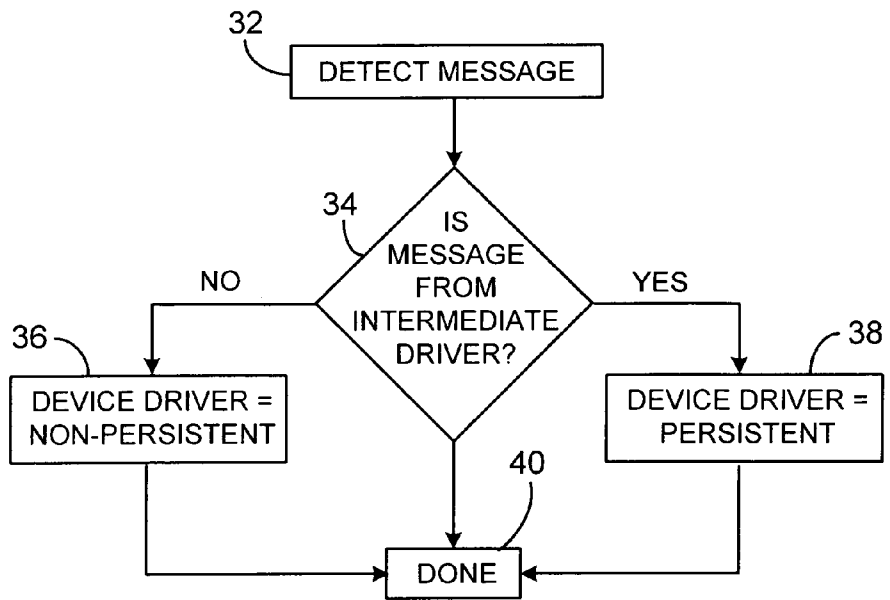 32
DETECT MESSAGE
34
IS
MESSAGE
FROM
INTERMEDIATE
DRIVER?
NO
YES
36
DEVICE DRIVER =
NON-PERSISTENT
38
DEVICE DRIVER =
PERSISTENT
40
DONE